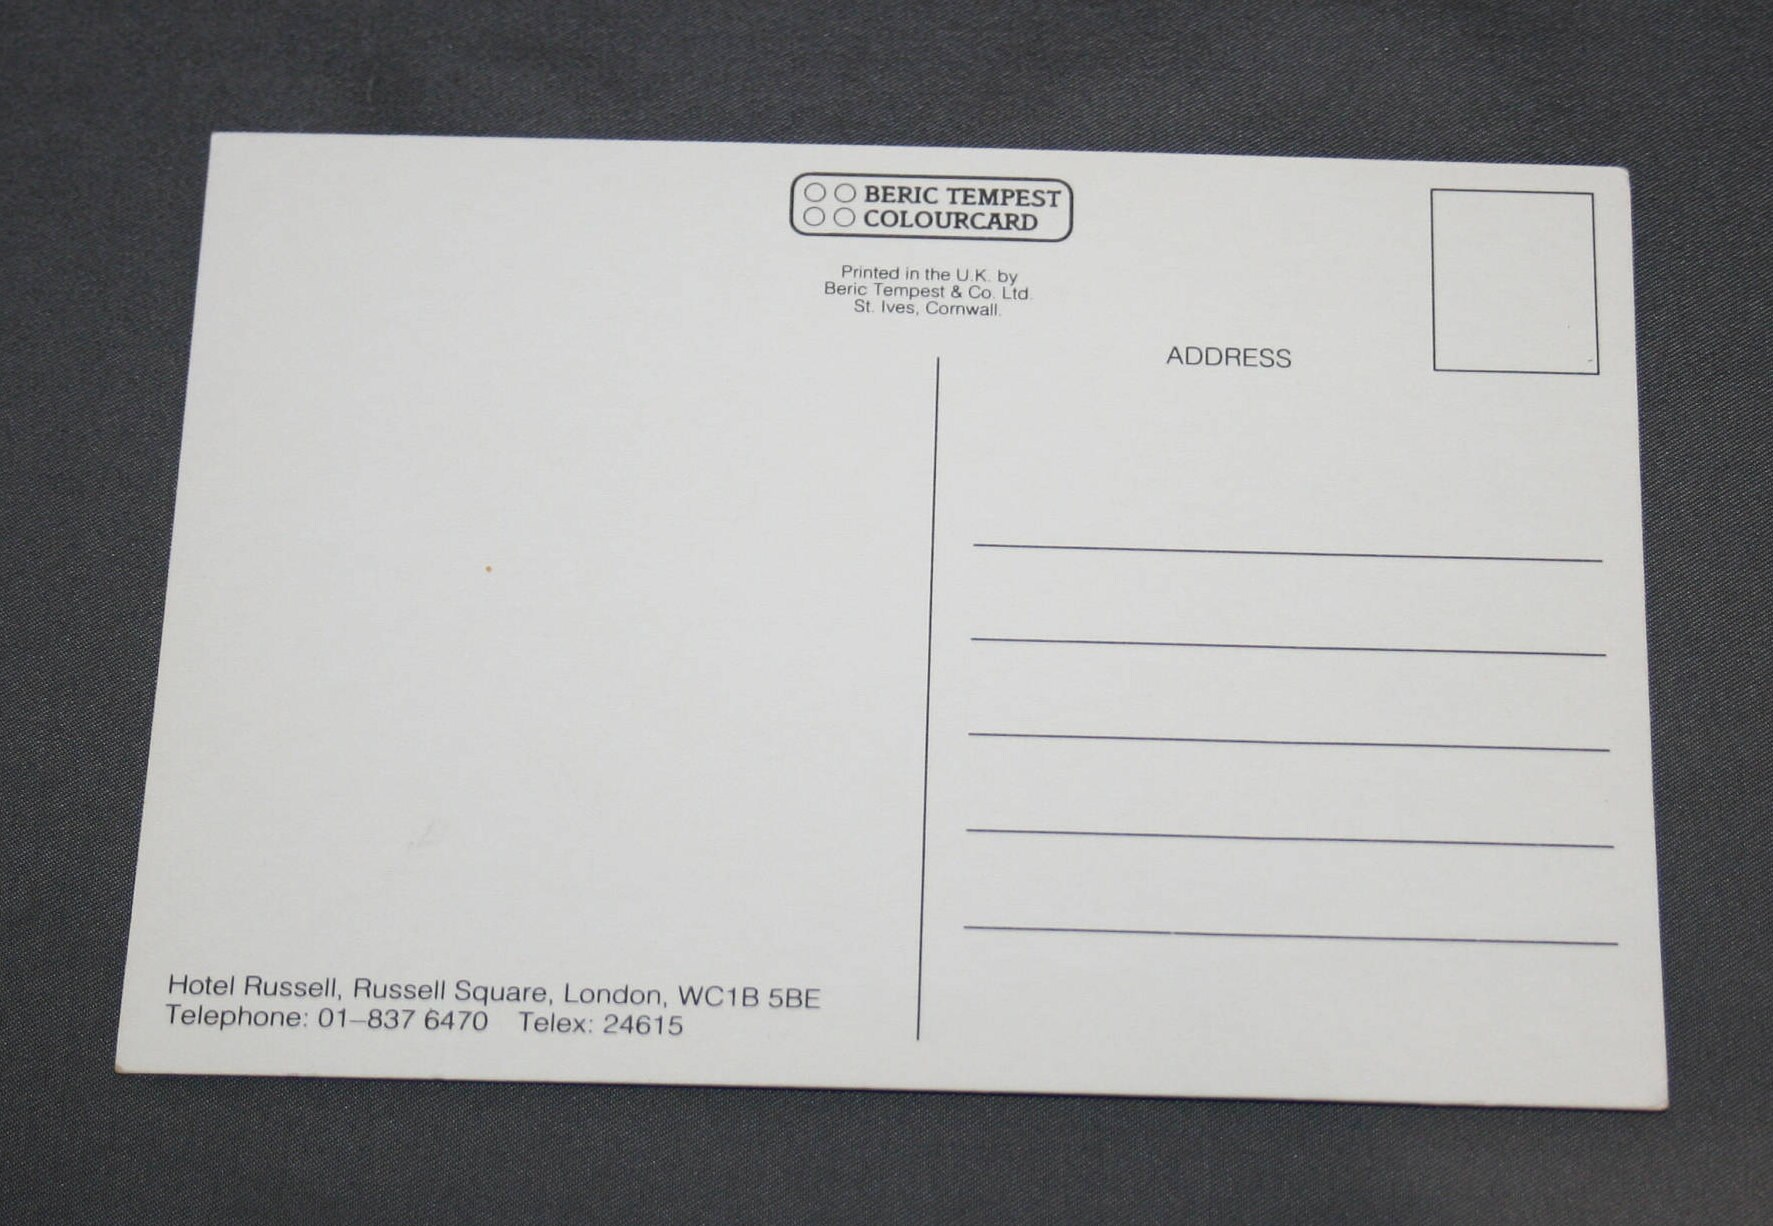 BERIC TEMPEST
COLOURCARD
Printed in the U.K. by
Beric Tempest & Co. Ltd.
St. Ives, Cornwall.
ADDRESS
Hotel Russell, Russell Square, London, WC1B 5BE
Telephone: 01–837 6470 Telex: 24615